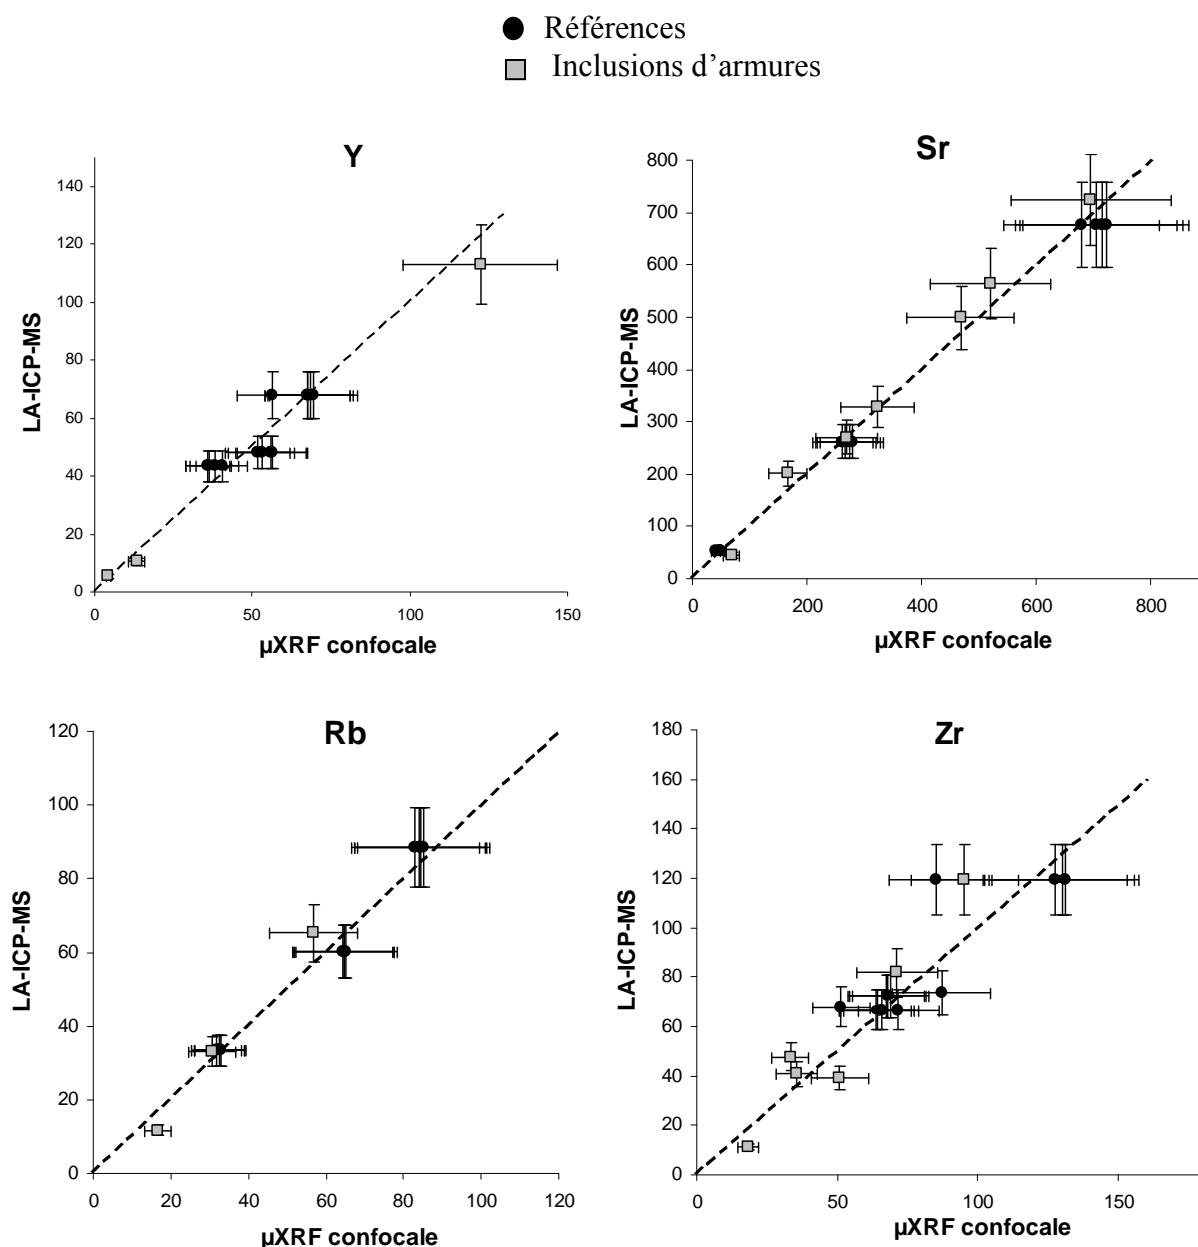 Références
Inclusions d'armures
Y
140
120
100
80
60
40
20
0
LA-ICP-MS
0 50 100 150
µXRF confocale
Sr
800
700
600
500
400
300
200
100
0
LA-ICP-MS
0 200 400 600 800
µXRF confocale
Rb
120
100
80
60
40
20
0
LA-ICP-MS
0 20 40 60 80 100 120
µXRF confocale
Zr
180
160
140
120
100
80
60
40
20
0
LA-ICP-MS
0 50 100 150
µXRF confocale